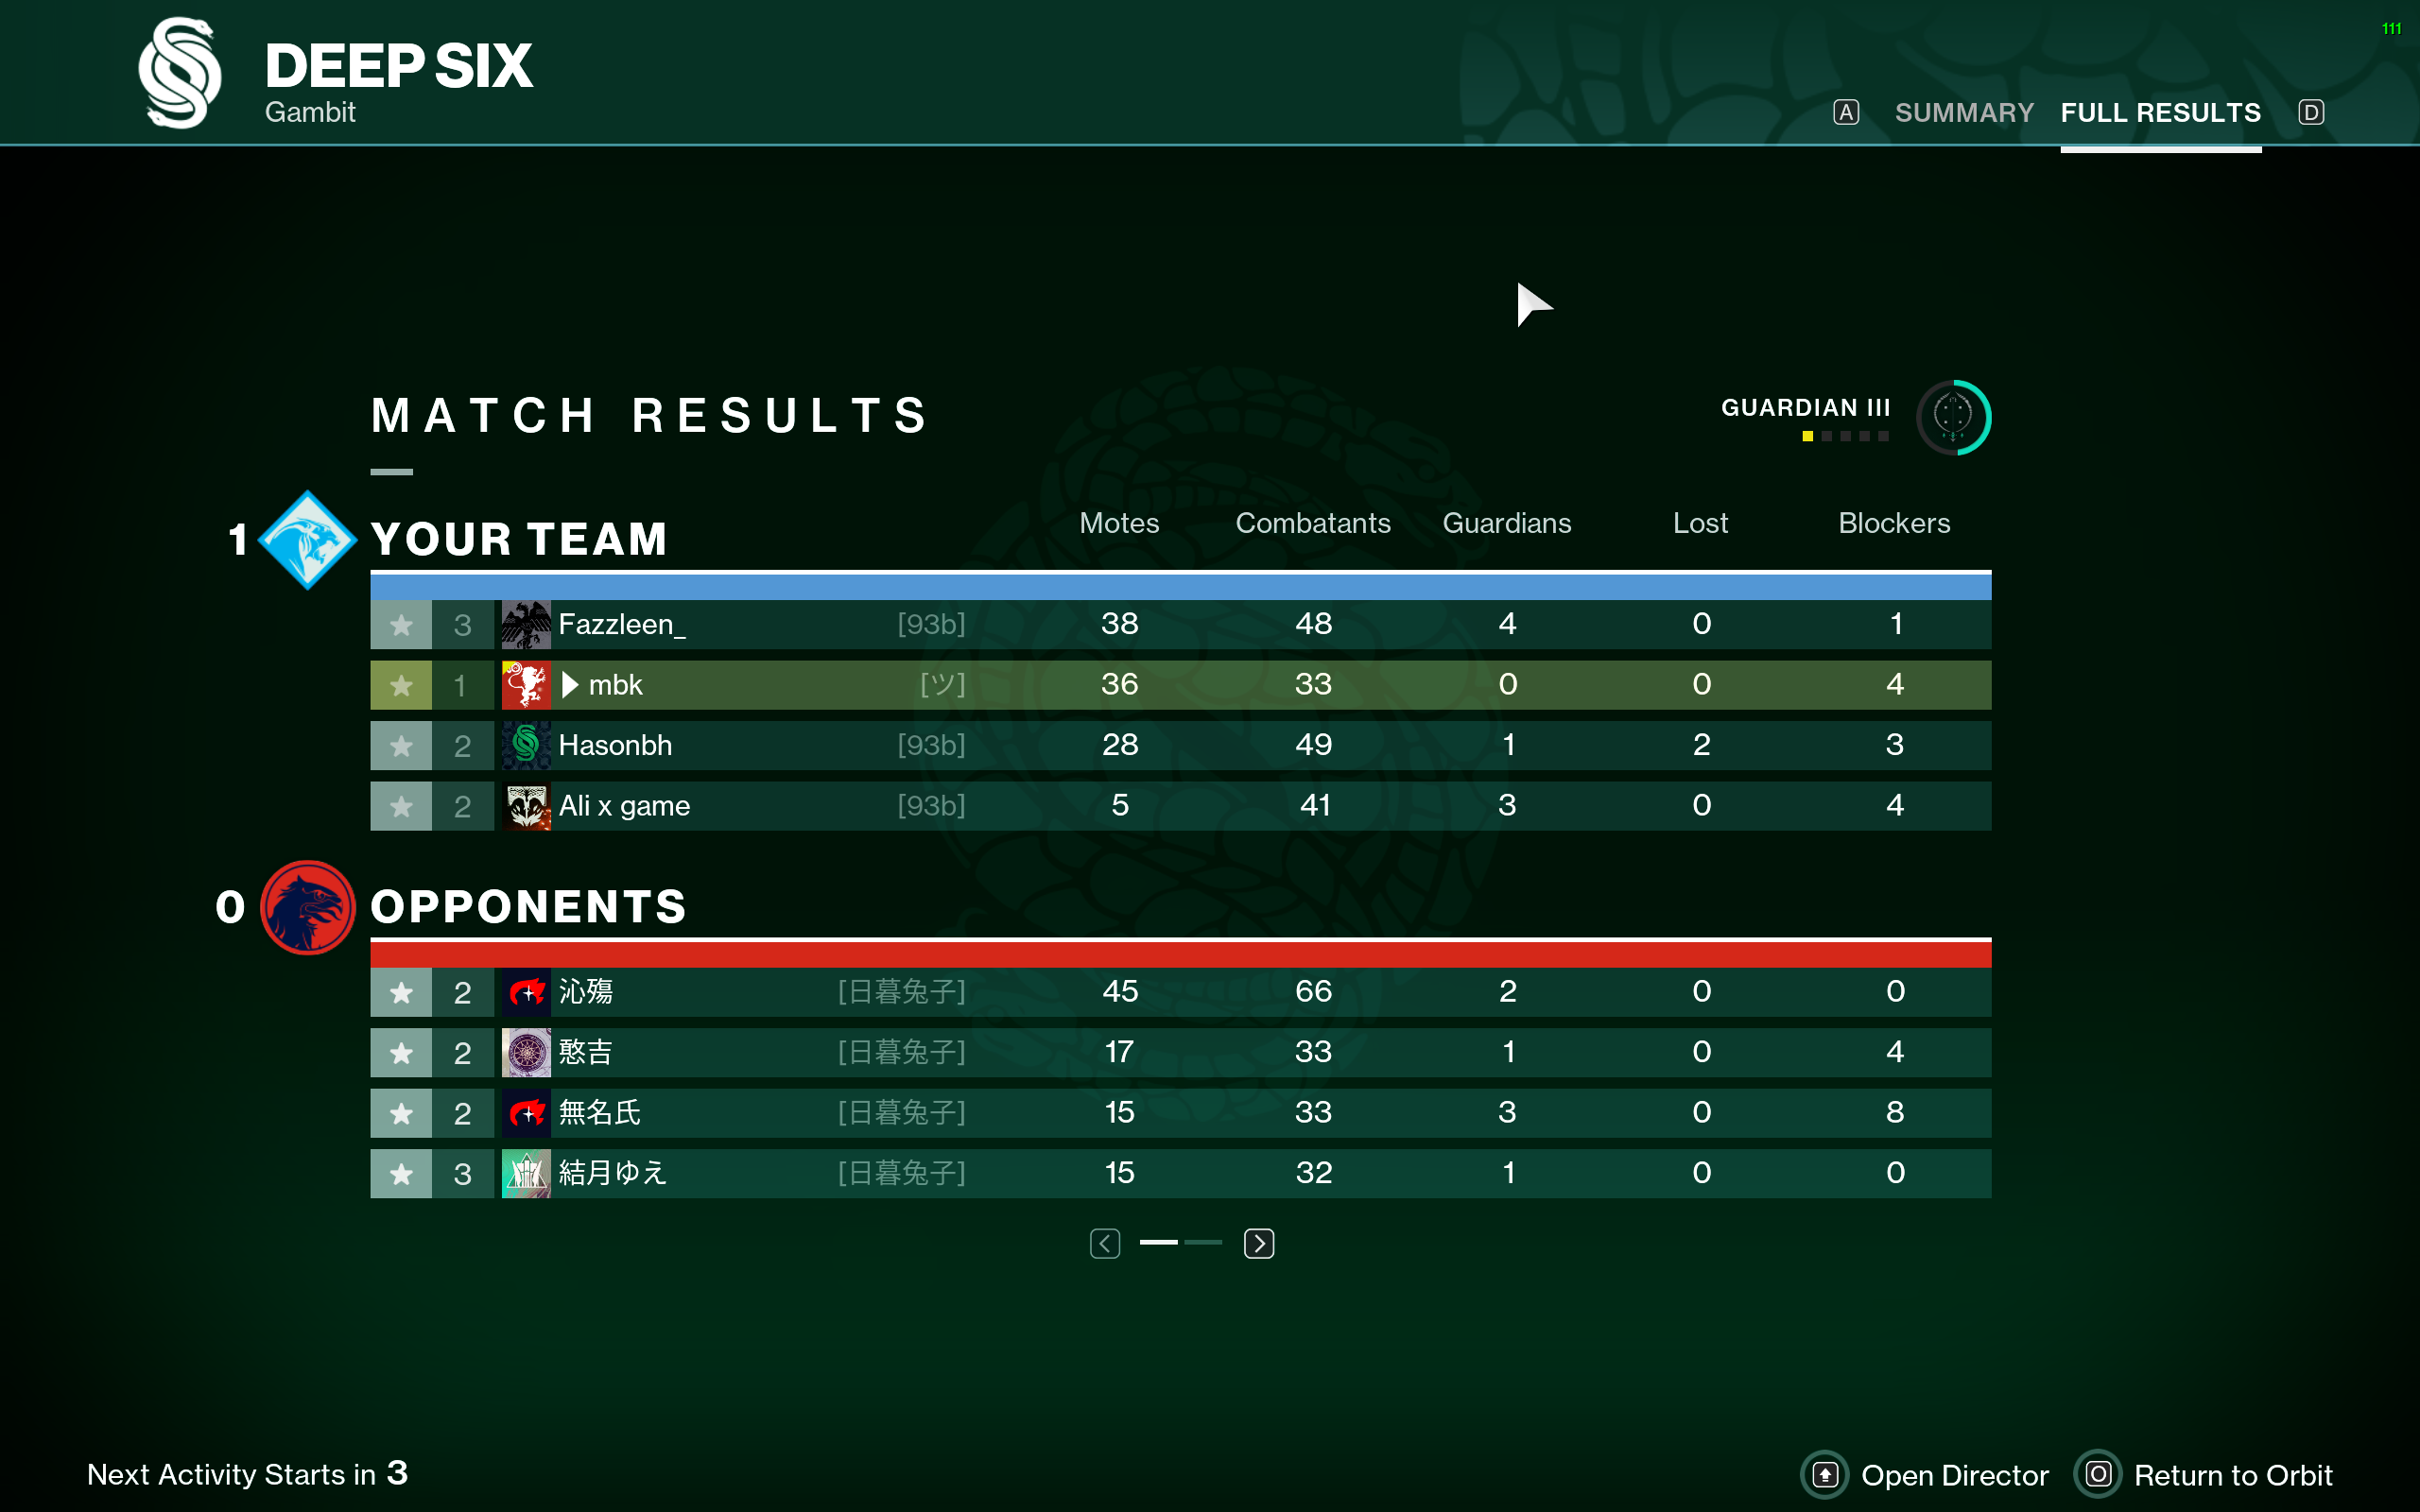 111
DEEP SIX
Gambit
A SUMMARY FULL RESULTS D
MATCH RESULTS
GUARDIAN III
1 YOUR TEAM Motes Combatants Guardians Lost Blockers
3 Fazzleen_ [93b] 38 48 4 0 1
1 mbk [ツ] 36 33 0 0 4
2 Hasonbh [93b] 28 49 1 2 3
2 Ali x game [93b] 5 41 3 0 4
0 OPPONENTS
2 沁殤 [日暮兔子] 45 66 2 0 0
2 憨吉 [日暮兔子] 17 33 1 0 4
2 無名氏 [日暮兔子] 15 33 3 0 8
3 結月ゆえ [日暮兔子] 15 32 1 0 0
Next Activity Starts in 3
Open Director O Return to Orbit